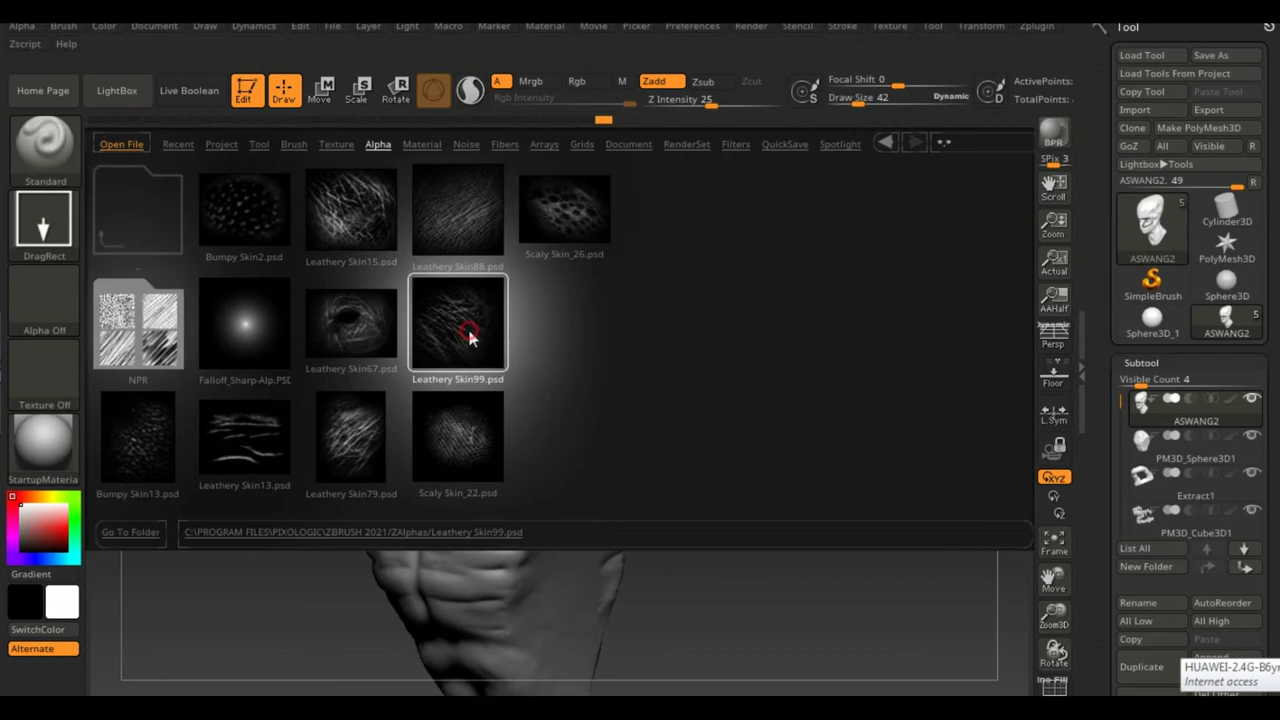 Alpha Brush Color Document Draw Dynamics Edit File Layer Light Macro Marker Material Movie Picker Preferences Render Stencil Stroke Texture Tool Transform Zplugin
Zscript Help
Tool
Load Tool Save As
Load Tools From Project
Copy Tool Paste Tool
Import Export
Clone Make PolyMesh3D
GoZ All Visible R
Lightbox▶Tools
ASWANG2. 49 R
Home Page LightBox Live Boolean Edit Draw Move Scale Rotate
A Mrgb Rgb M Zadd Zsub Zcut
Rgb Intensity Z Intensity 25
Focal Shift 0
Draw Size 42 Dynamic
S D
ActivePoints:
TotalPoints:
Open File Recent Project Tool Brush Texture Alpha Material Noise Fibers Arrays Grids Document RenderSet Filters QuickSave Spotlight
Standard
DragRect
Alpha Off
Texture Off
StartupMateria
Gradient
SwitchColor
Alternate
..
Bumpy Skin2.psd
Leathery Skin15.psd
Leathery Skin88.psd
Scaly Skin_26.psd
NPR
Falloff_Sharp-Alp.PSD
Leathery Skin67.psd
Leathery Skin99.psd
Bumpy Skin13.psd
Leathery Skin13.psd
Leathery Skin79.psd
Scaly Skin_22.psd
Go To Folder C:\PROGRAM FILES\PIXOLOGIC\ZBRUSH 2021/ZAlphas/Leathery Skin99.psd
BPR
SPix 3
Scroll
Zoom
Actual
AAHalf
Dynamic
Persp
Floor
L.Sym
XYZ
Frame
Move
Zoom3D
Rotate
5
ASWANG2
Cylinder3D
PolyMesh3D
SimpleBrush
Sphere3D
Sphere3D_1
5
ASWANG2
Subtool
Visible Count 4
ASWANG2
PM3D_Sphere3D1
Extract1
PM3D_Cube3D1
List All
New Folder
Rename AutoReorder
All Low All High
Copy Paste
Duplicate
HUAWEI-2.4G-B6y
Internet access